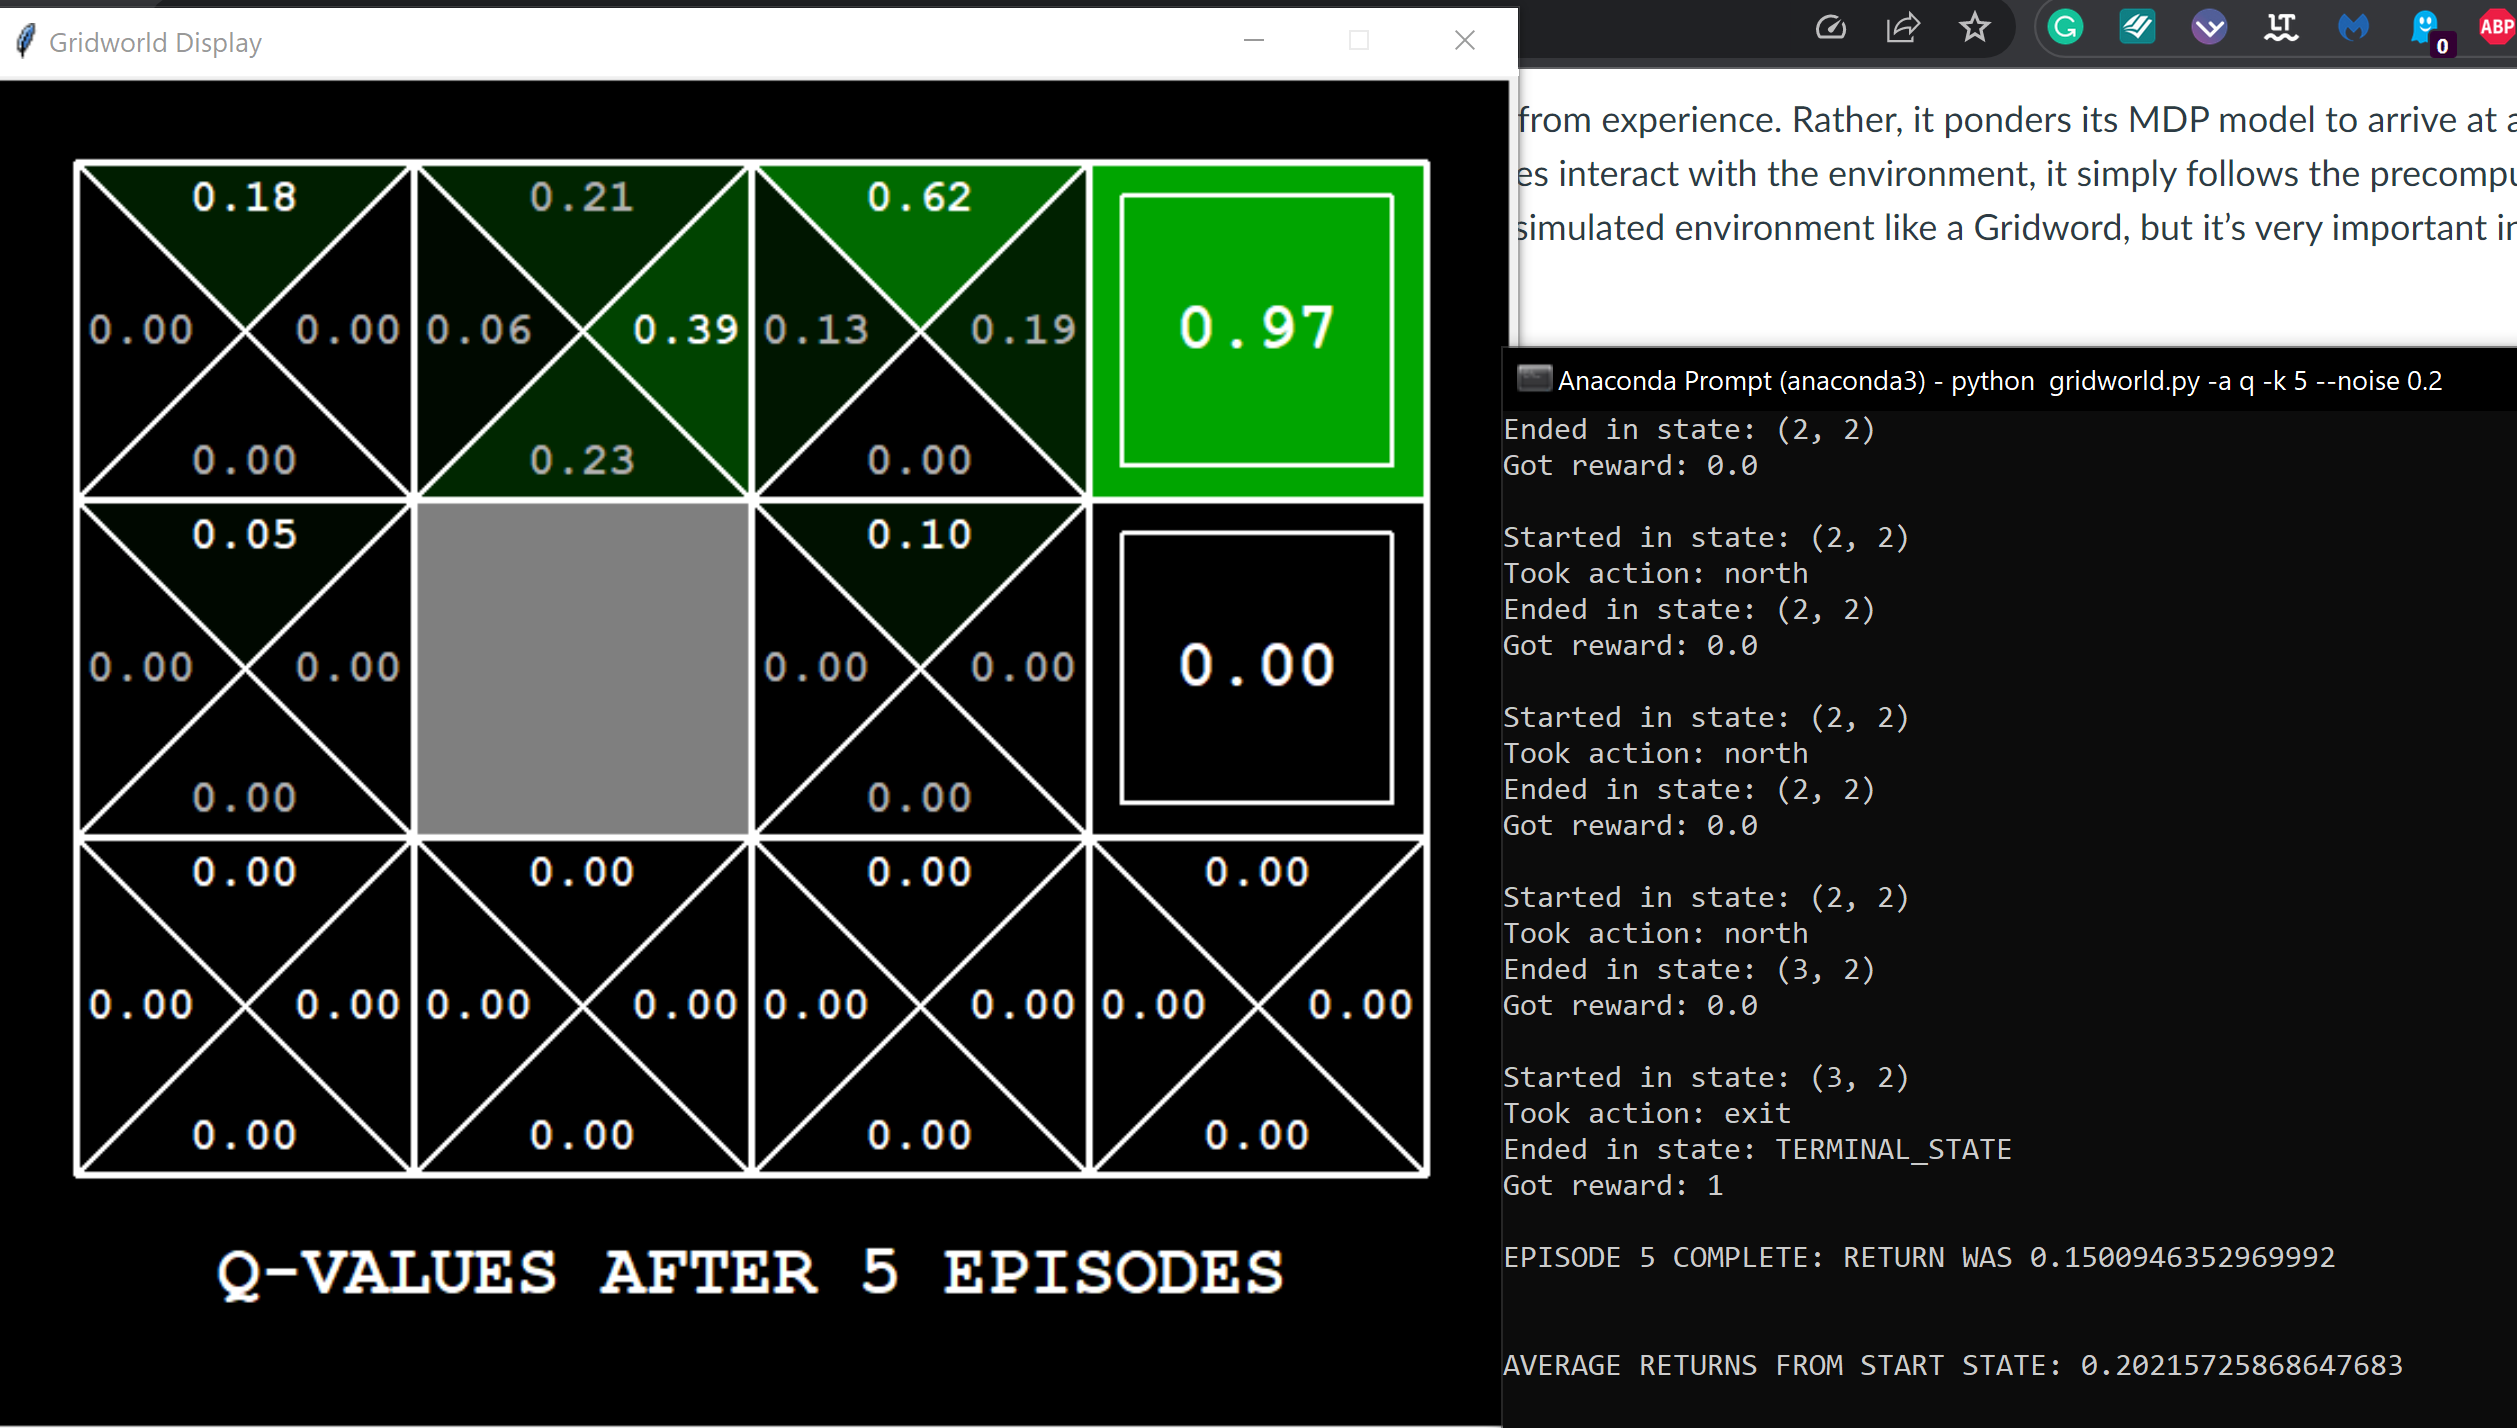 Gridworld Display
0.18 0.21 0.62
0.00 0.00 0.06 0.39 0.13 0.19 0.97
0.00 0.23 0.00
0.05 0.10
0.00 0.00 0.00 0.00 0.00
0.00 0.00
0.00 0.00 0.00 0.00
0.00 0.00 0.00 0.00 0.00 0.00 0.00 0.00
0.00 0.00 0.00 0.00
Q-VALUES AFTER 5 EPISODES
G
LT
0
ABP
from experience. Rather, it ponders its MDP model to arrive at
es interact with the environment, it simply follows the
simulated environment like a Gridword, but it’s very important
Anaconda Prompt (anaconda3) - python gridworld.py -a q -k 5 --noise 0.2
Ended in state: (2, 2)
Got reward: 0.0
Started in state: (2, 2)
Took action: north
Ended in state: (2, 2)
Got reward: 0.0
Started in state: (2, 2)
Took action: north
Ended in state: (2, 2)
Got reward: 0.0
Started in state: (2, 2)
Took action: north
Ended in state: (3, 2)
Got reward: 0.0
Started in state: (3, 2)
Took action: exit
Ended in state: TERMINAL_STATE
Got reward: 1
EPISODE 5 COMPLETE: RETURN WAS 0.1500946352969992
AVERAGE RETURNS FROM START STATE: 0.20215725868647683